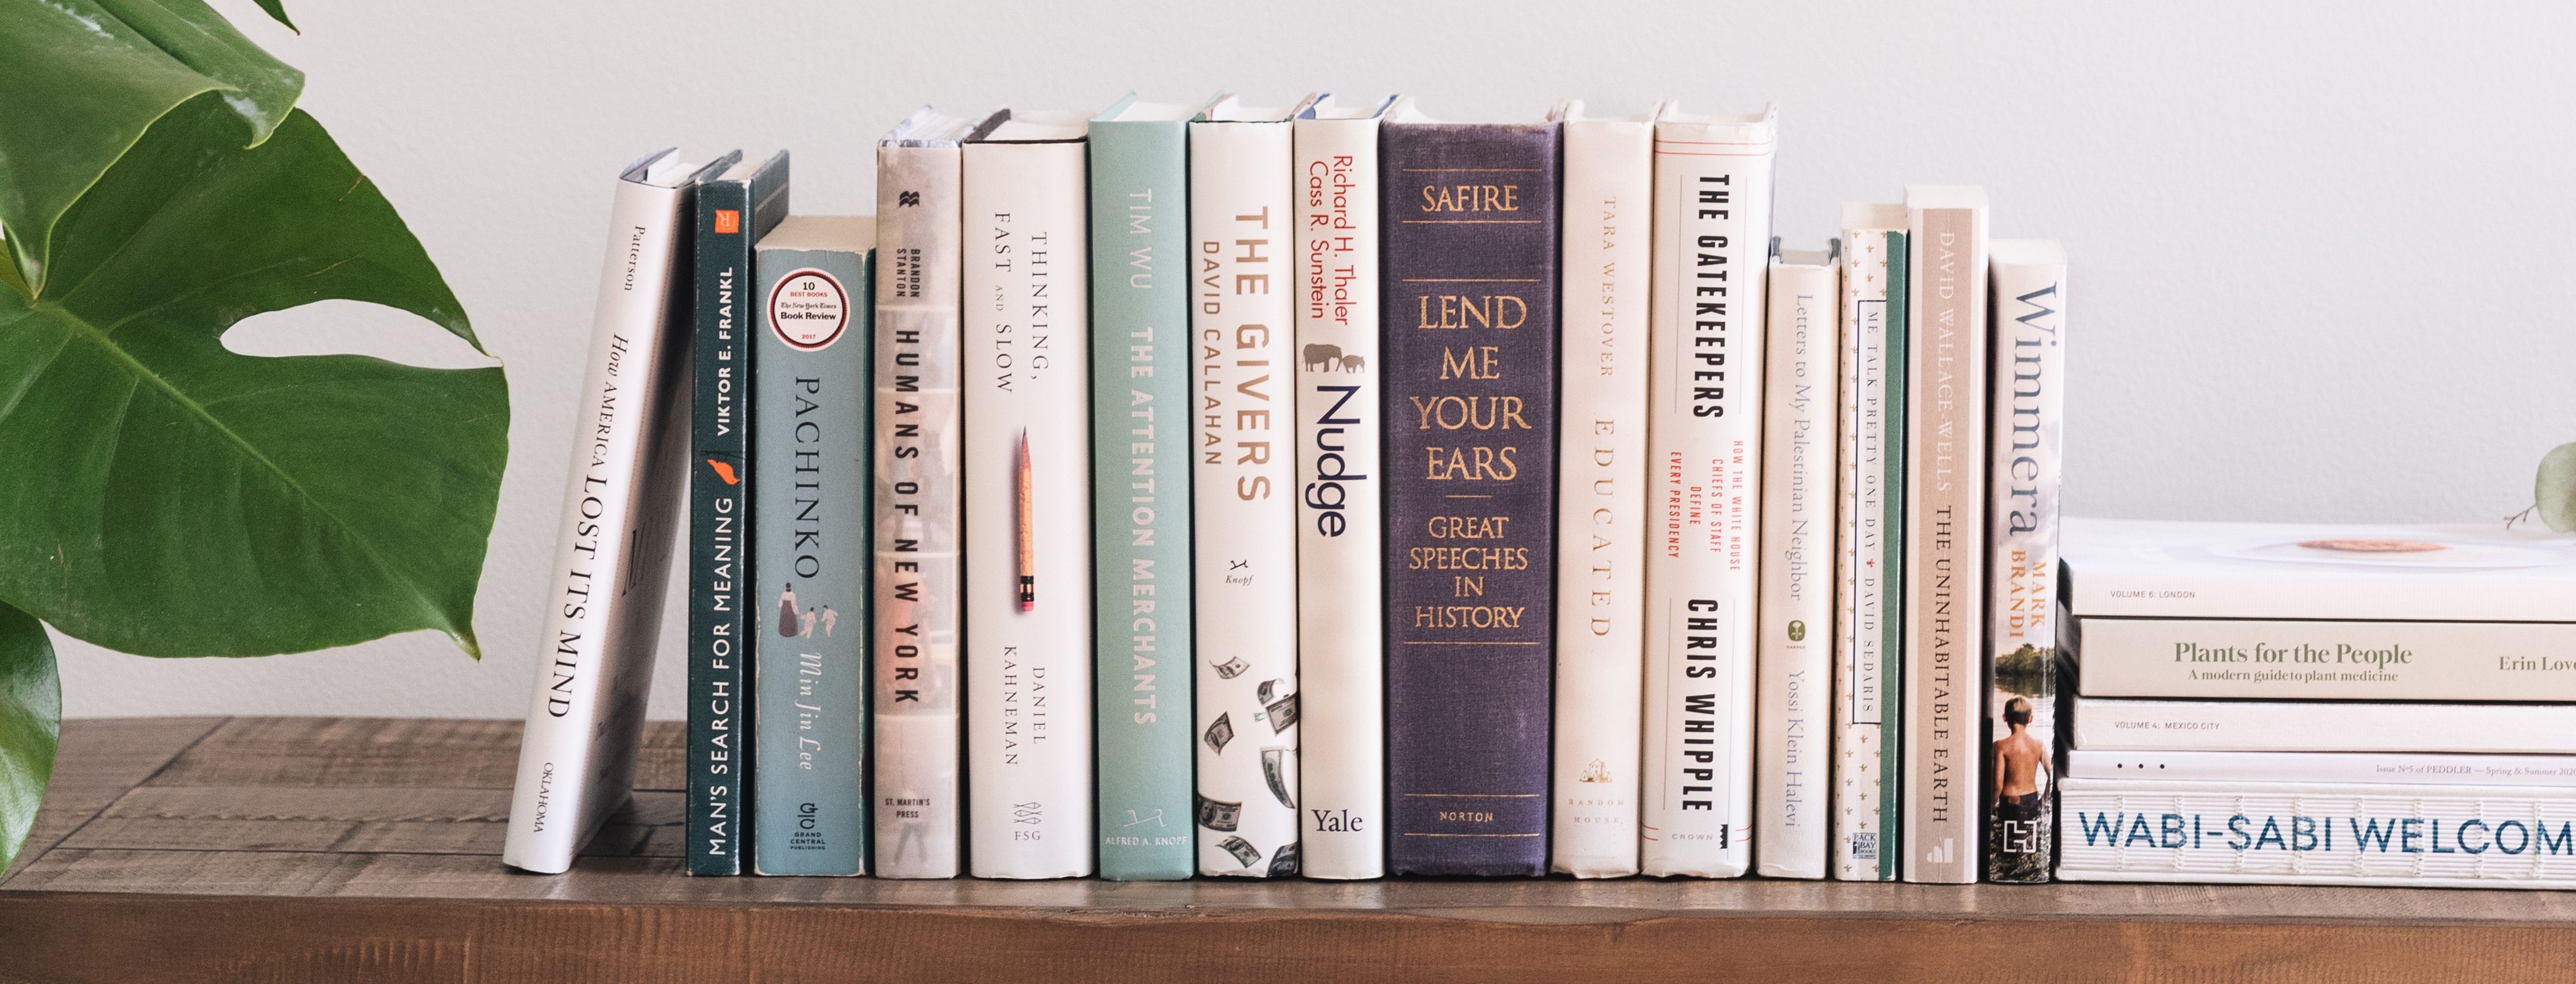 Patterson
How AMERICA LOST ITS MIND
OKLAHOMA
VIKTOR E. FRANKL
MAN'S SEARCH FOR MEANING
10
BEST BOOKS
The New York Times
Book Review
2017
PACHINKO
Min Jin Lee
GRAND
CENTRAL
PUBLISHING
BRANDON
STANTON
HUMANS OF NEW YORK
ST. MARTIN'S
PRESS
THINKING,
FAST AND SLOW
DANIEL
KAHNEMAN
FSG
TIM WU
THE ATTENTION MERCHANTS
ALFRED A. KNOPF
THE GIVERS
DAVID CALLAHAN
Knopf
Richard H. Thaler
Cass R. Sunstein
Nudge
Yale
SAFIRE
LEND
ME
YOUR
EARS
GREAT
SPEECHES
IN
HISTORY
NORTON
TARA WESTOVER
EDUCATED
RANDOM
HOUSE
THE GATEKEEPERS
HOW THE WHITE HOUSE
CHIEFS OF STAFF
DEFINE
EVERY PRESIDENCY
CHRIS WHIPPLE
CROWN
Letters to My Palestinian Neighbor
Yossi Klein Halevi
ME TALK PRETTY ONE DAY
DAVID SEDARIS
BACK
BAY
BOOKS
DAVID WALLACE-WELLS
THE UNINHABITABLE EARTH
Wimmera
MARK
BRANDI
H
VOLUME 6: LONDON
Plants for the People
A modern guide to plant medicine
Erin Love
VOLUME 4: MEXICO CITY
Issue Nº5 of PEDDLER — Spring & Summer 20
WABI-SABI WELCOM